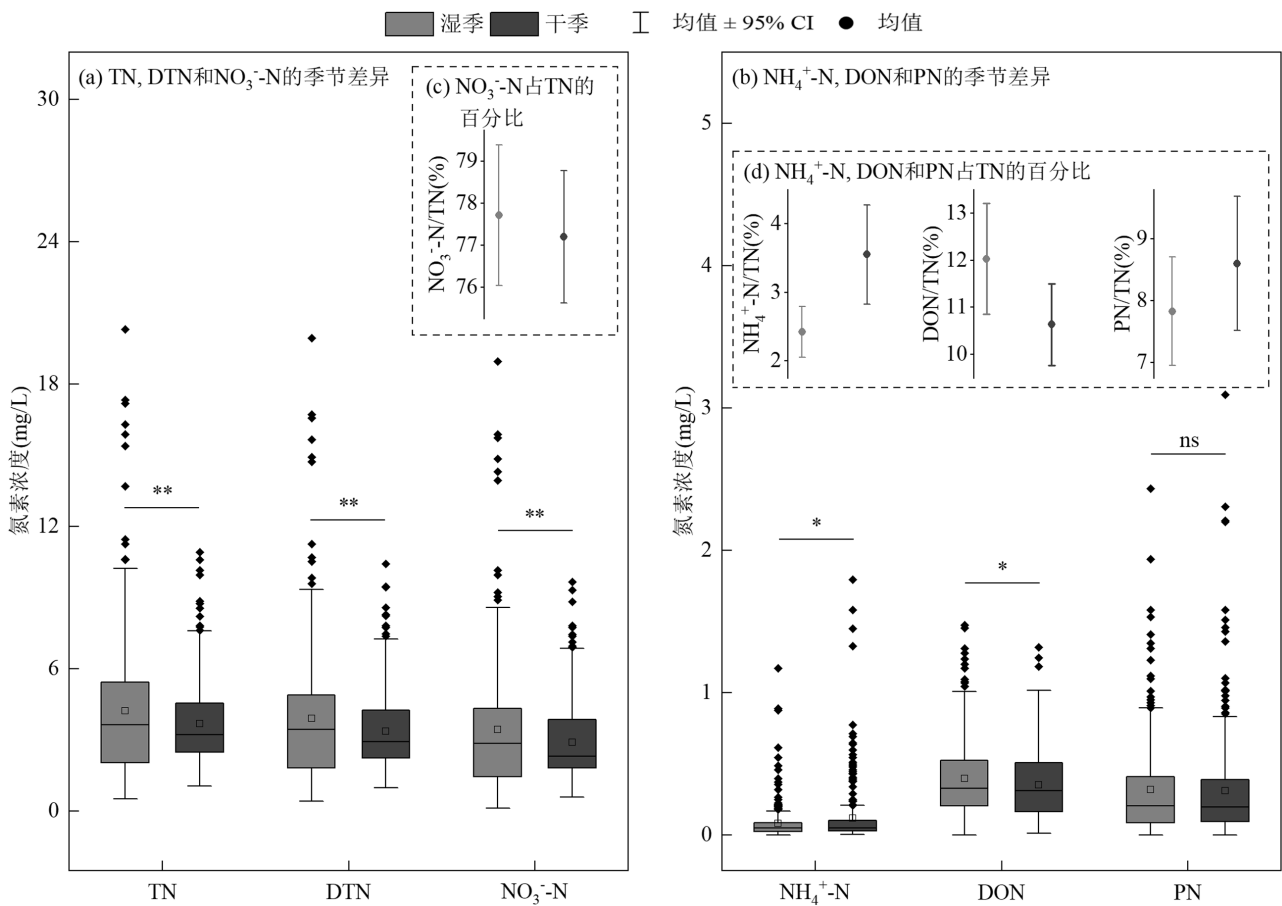 湿季 干季 均值 ± 95% CI 均值
(a) TN, DTN和NO₃⁻-N的季节差异
30
24
18
12
6
0
氮素浓度(mg/L)
** ** **
TN DTN NO₃⁻-N
(c) NO₃⁻-N占TN的
百分比
79
78
77
76
NO₃⁻-N/TN(%)
(b) NH₄⁺-N, DON和PN的季节差异
5
4
3
2
1
0
氮素浓度(mg/L)
(d) NH₄⁺-N, DON和PN占TN的百分比
4
3
2
NH₄⁺-N/TN(%)
13
12
11
10
DON/TN(%)
9
8
7
PN/TN(%)
* * ns
NH₄⁺-N DON PN